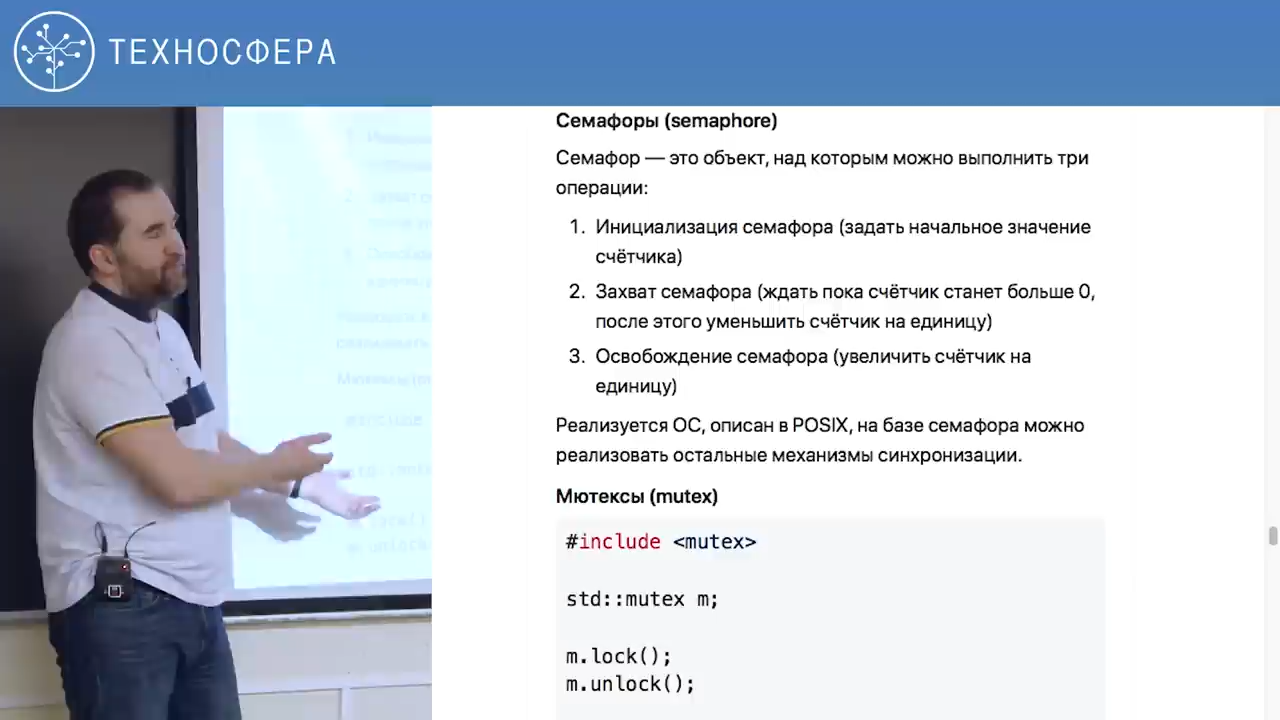 ТЕХНОСФЕРА
Семафоры (semaphore)
Семафор — это объект, над которым можно выполнить три
операции:
1. Инициализация семафора (задать начальное значение
счётчика)
2. Захват семафора (ждать пока счётчик станет больше 0,
после этого уменьшить счётчик на единицу)
3. Освобождение семафора (увеличить счётчик на
единицу)
Реализуется ОС, описан в POSIX, на базе семафора можно
реализовать остальные механизмы синхронизации.
Мютексы (mutex)
#include <mutex>
std::mutex m;
m.lock();
m.unlock();